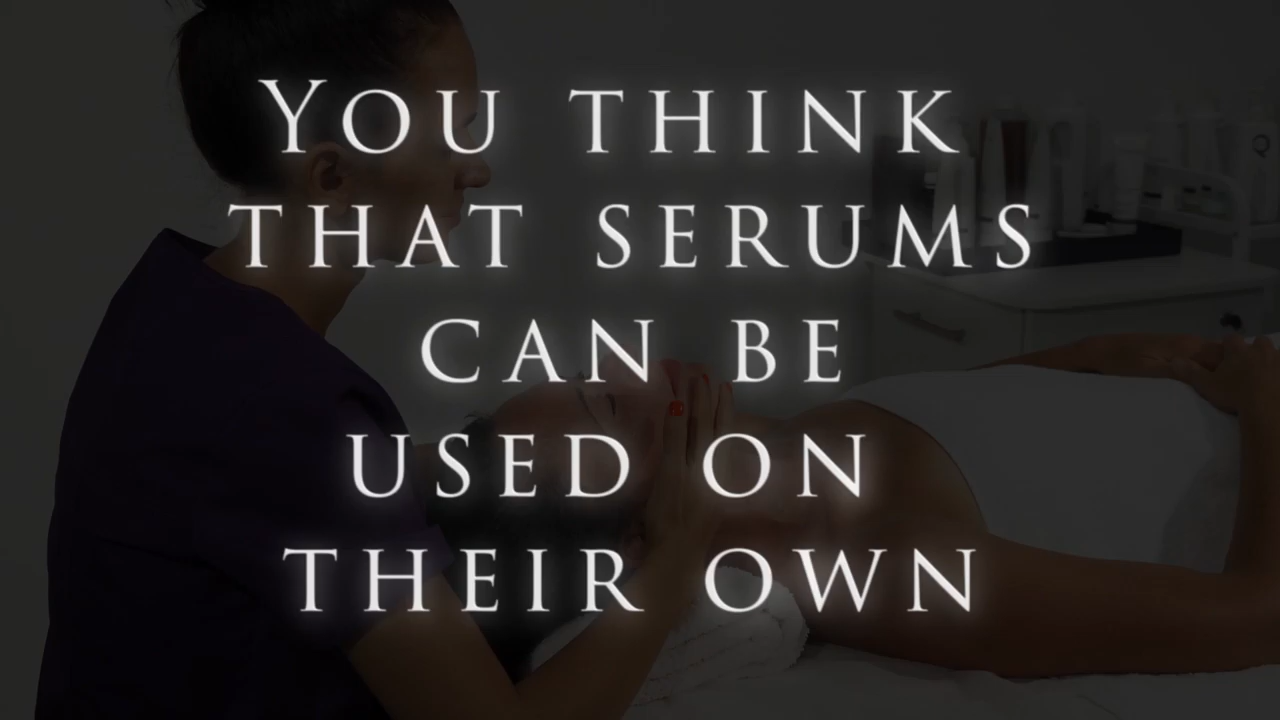 YOU THINK
THAT SERUMS
CAN BE
USED ON
THEIR OWN